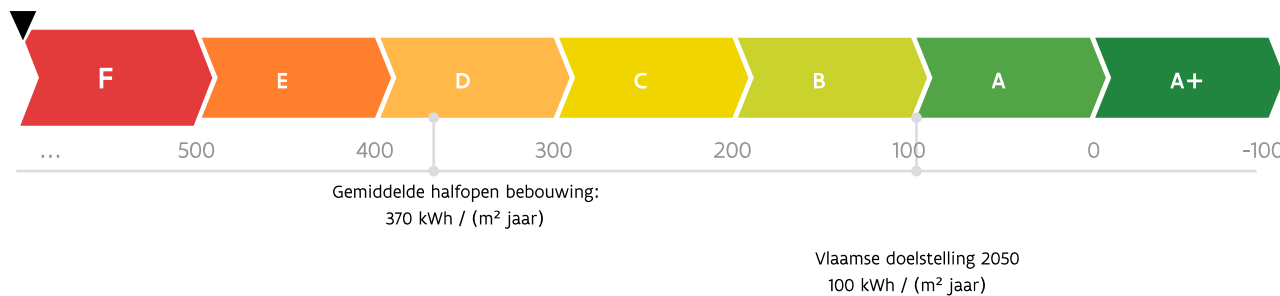 F E D C B A A+
... 500 400 300 200 100 0 -100
Gemiddelde halfopen bebouwing:
370 kWh / (m² jaar)
Vlaamse doelstelling 2050
100 kWh / (m² jaar)